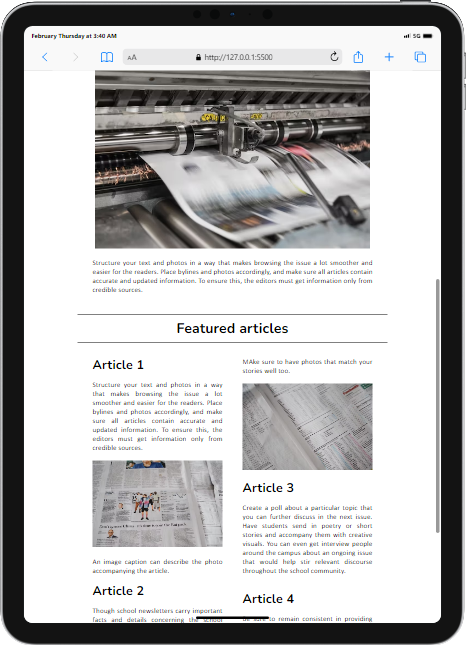 February Thursday at 3:40 AM
5G
AA
http://127.0.0.1:5500
Structure your text and photos in a way that makes browsing the issue a lot smoother and
easier for the readers. Place bylines and photos accordingly, and make sure all articles contain
accurate and updated information. To ensure this, the editors must get information only from
credible sources.
Featured articles
Article 1
Structure your text and photos in a way
that makes browsing the issue a lot
smoother and easier for the readers. Place
bylines and photos accordingly, and make
sure all articles contain accurate and
updated information. To ensure this, the
editors must get information only from
credible sources.
An image caption can describe the photo
accompanying the article.
Article 2
Though school newsletters carry important
facts and details concerning the school
MAke sure to have photos that match your
stories well too.
Article 3
Create a poll about a particular topic that
you can further discuss in the next issue.
Have students send in poetry or short
stories and accompany them with creative
visuals. You can even get interview people
around the campus about an ongoing issue
that would help stir relevant discourse
throughout the school community.
Article 4
Be sure to remain consistent in providing